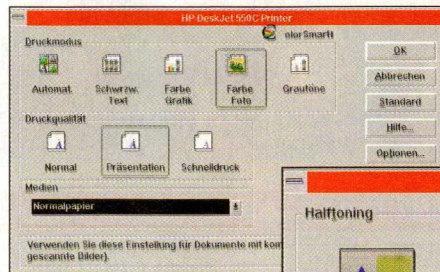 HP DeskJet 550C Printer
Druckmodus
olorSmart
Automat.
Schwrzw. Text
Farbe Grafik
Farbe Foto
Grautöne
OK
Abbrechen
Standard
Hilfe...
Optionen...
Druckqualität
Normal
Präsentation
Schnelldruck
Medien
Normalpapier
Verwenden Sie diese Einstellung für Dokumente mit kom
gescannte Bilder).
Halftoning